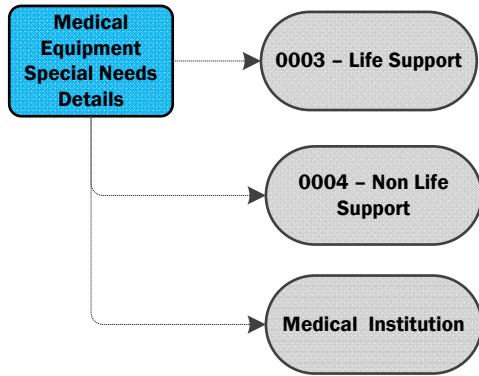 Medical
Equipment
Special Needs
Details
0003 – Life Support
0004 – Non Life
Support
Medical  Institution